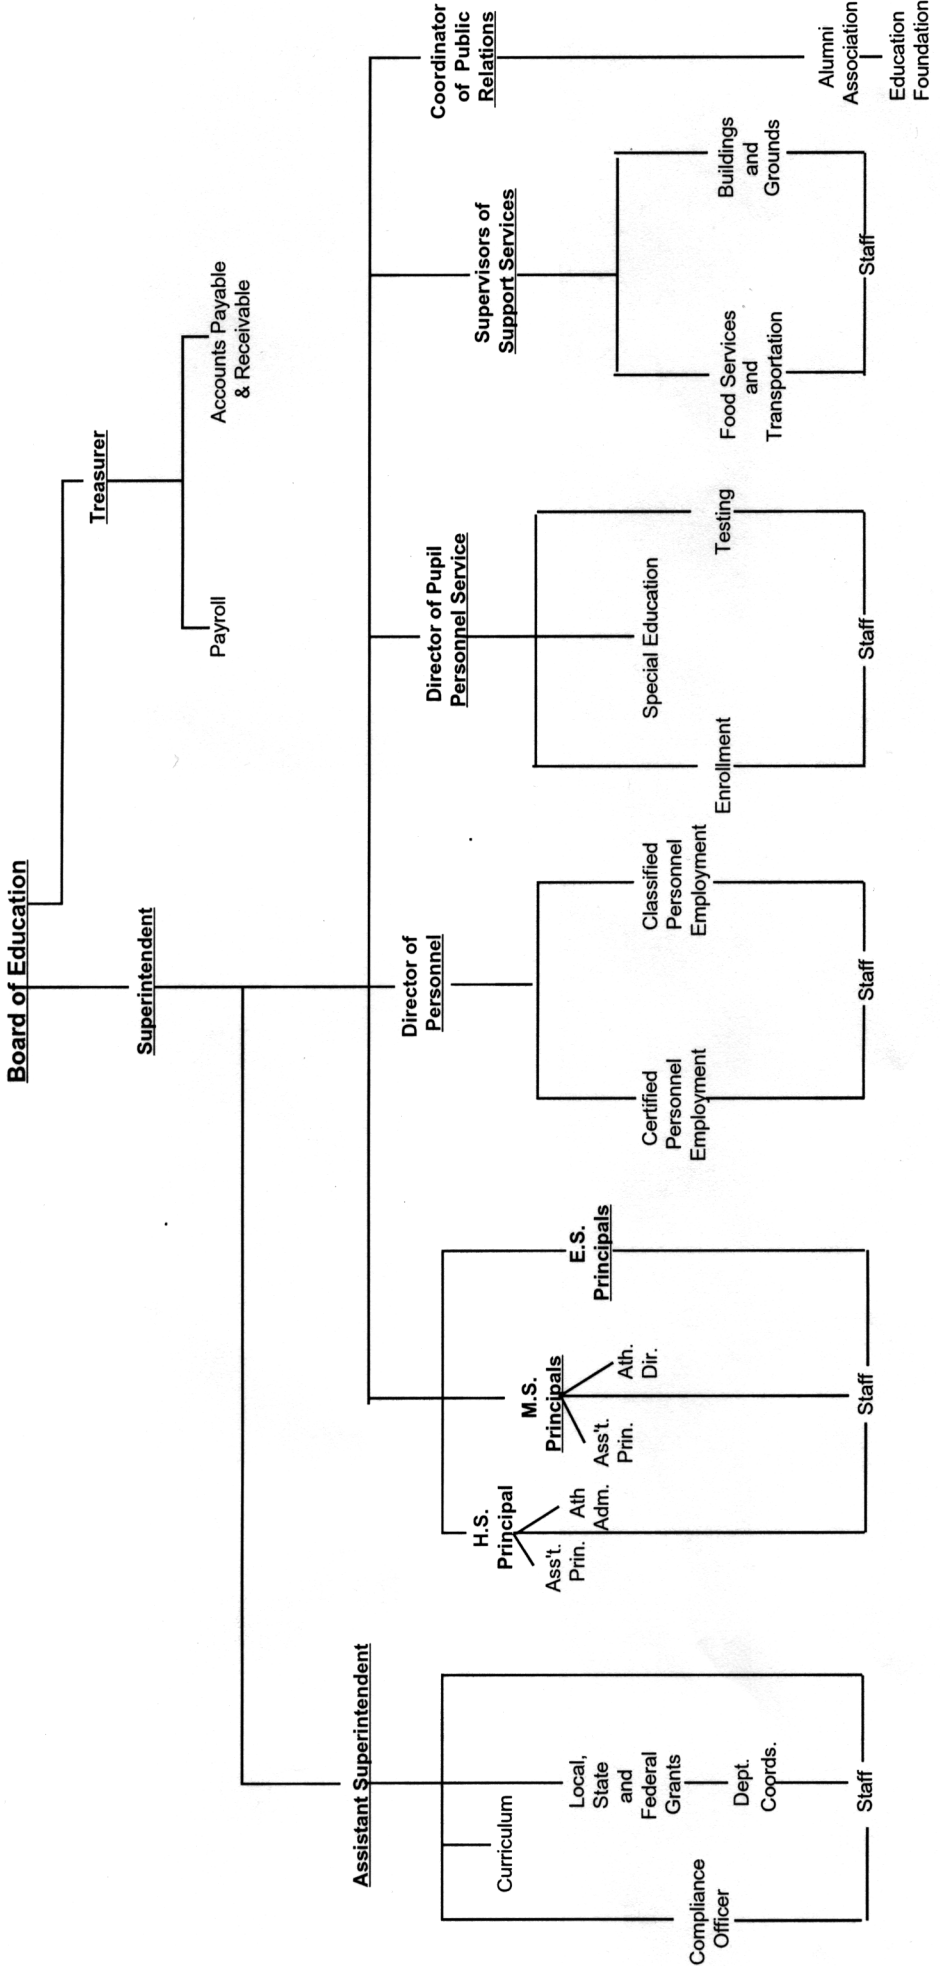 Board of Education
Treasurer
Superintendent
Payroll
Accounts Payable
& Receivable
Assistant Superintendent
Curriculum
Compliance
Officer
Local,
State
and
Federal
Grants
Dept.
Coords.
Staff
H.S.
Principal
Ass't.
Prin.
Ath
Adm.
M.S.
Principals
Ass't.
Prin.
Ath.
Dir.
E.S.
Principals
Staff
Director of
Personnel
Certified
Personnel
Employment
Classified
Personnel
Employment
Staff
Director of Pupil
Personnel Service
Enrollment
Special Education
Testing
Staff
Supervisors of
Support Services
Food Services
and
Transportation
Buildings
and
Grounds
Staff
Coordinator
of Public
Relations
Alumni
Association
Education
Foundation